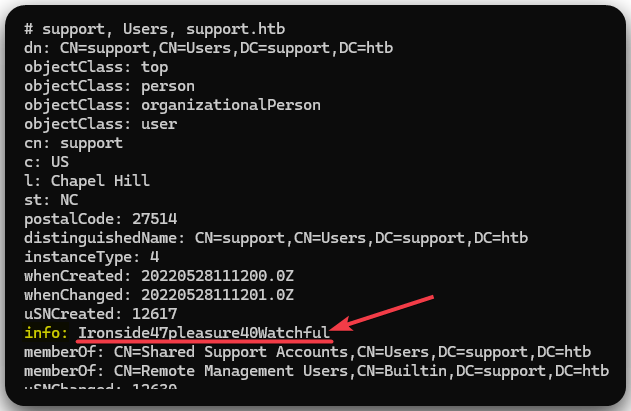 # support, Users, support.htb
dn: CN=support,CN=Users,DC=support,DC=htb
objectClass: top
objectClass: person
objectClass: organizationalPerson
objectClass: user
cn: support
c: US
l: Chapel Hill
st: NC
postalCode: 27514
distinguishedName: CN=support,CN=Users,DC=support,DC=htb
instanceType: 4
whenCreated: 20220528111200.0Z
whenChanged: 20220528111201.0Z
uSNCreated: 12617
info: Ironside47pleasure40Watchful
memberOf: CN=Shared Support Accounts,CN=Users,DC=support,DC=htb
memberOf: CN=Remote Management Users,CN=Builtin,DC=support,DC=htb
uSNChanged: 12630